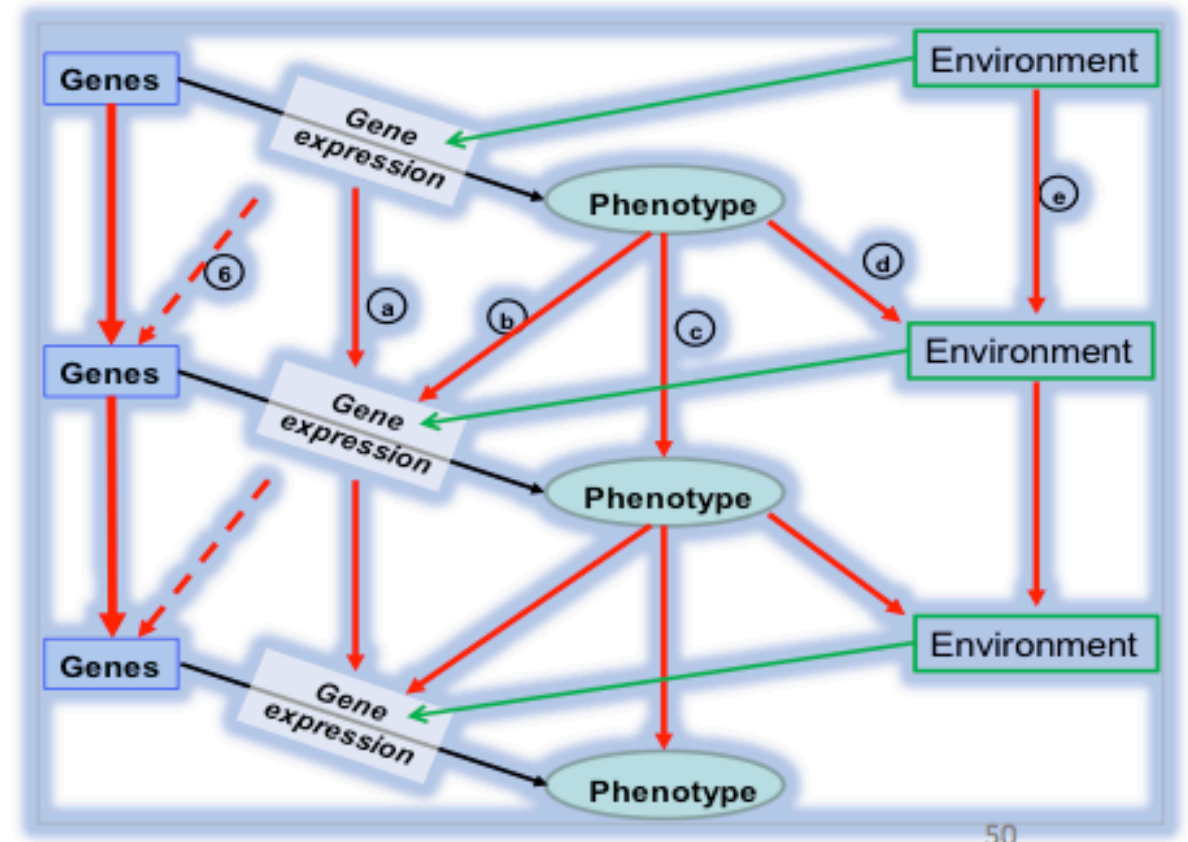 Genes
Environment
Gene
expression
Phenotype
e
6
a
b
c
d
Genes
Environment
Gene
expression
Phenotype
Genes
Environment
Gene
expression
Phenotype
50